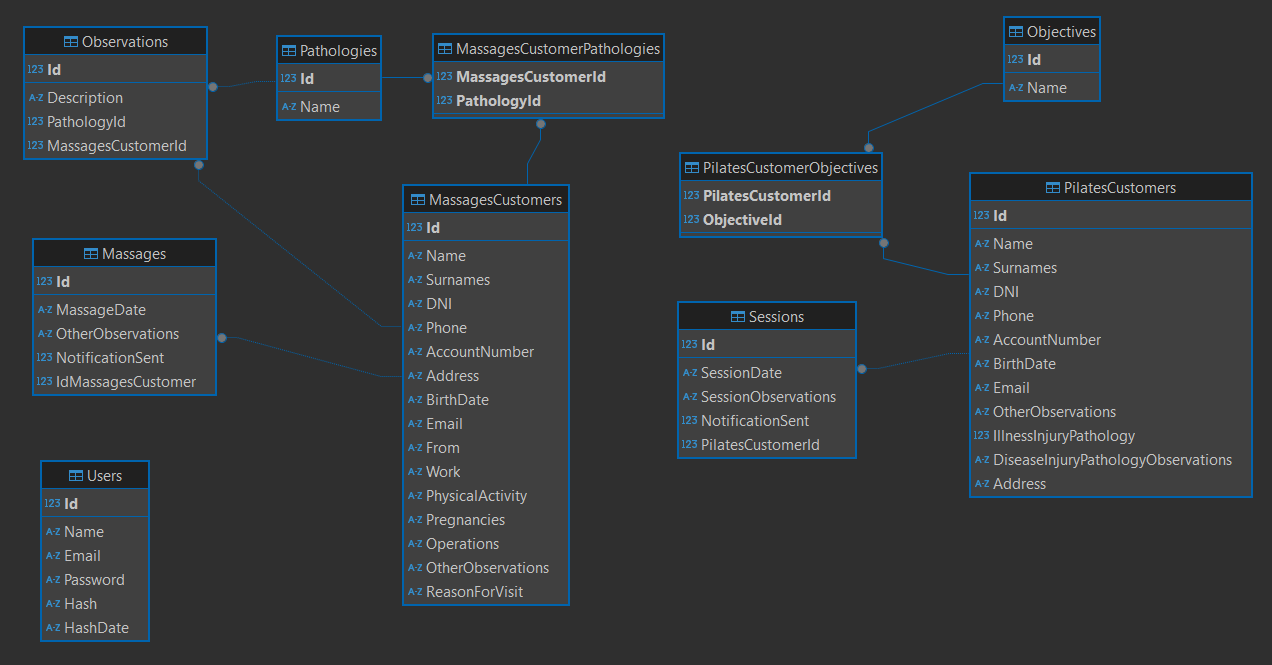 Observations
123 Id
A-Z Description
123 PathologyId
123 MassagesCustomerId
Pathologies
123 Id
A-Z Name
MassagesCustomerPathologies
123 MassagesCustomerId
123 PathologyId
Objectives
123 Id
A-Z Name
PilatesCustomerObjectives
123 PilatesCustomerId
123 ObjectiveId
PilatesCustomers
123 Id
A-Z Name
A-Z Surnames
A-Z DNI
A-Z Phone
A-Z AccountNumber
A-Z BirthDate
A-Z Email
A-Z OtherObservations
123 IllnessInjuryPathology
A-Z DiseaseInjuryPathologyObservations
A-Z Address
MassagesCustomers
123 Id
A-Z Name
A-Z Surnames
A-Z DNI
A-Z Phone
A-Z AccountNumber
A-Z Address
A-Z BirthDate
A-Z Email
A-Z From
A-Z Work
A-Z PhysicalActivity
A-Z Pregnancies
A-Z Operations
A-Z OtherObservations
A-Z ReasonForVisit
Massages
123 Id
A-Z MassageDate
A-Z OtherObservations
123 NotificationSent
123 IdMassagesCustomer
Sessions
123 Id
A-Z SessionDate
A-Z SessionObservations
123 NotificationSent
123 PilatesCustomerId
Users
123 Id
A-Z Name
A-Z Email
A-Z Password
A-Z Hash
A-Z HashDate